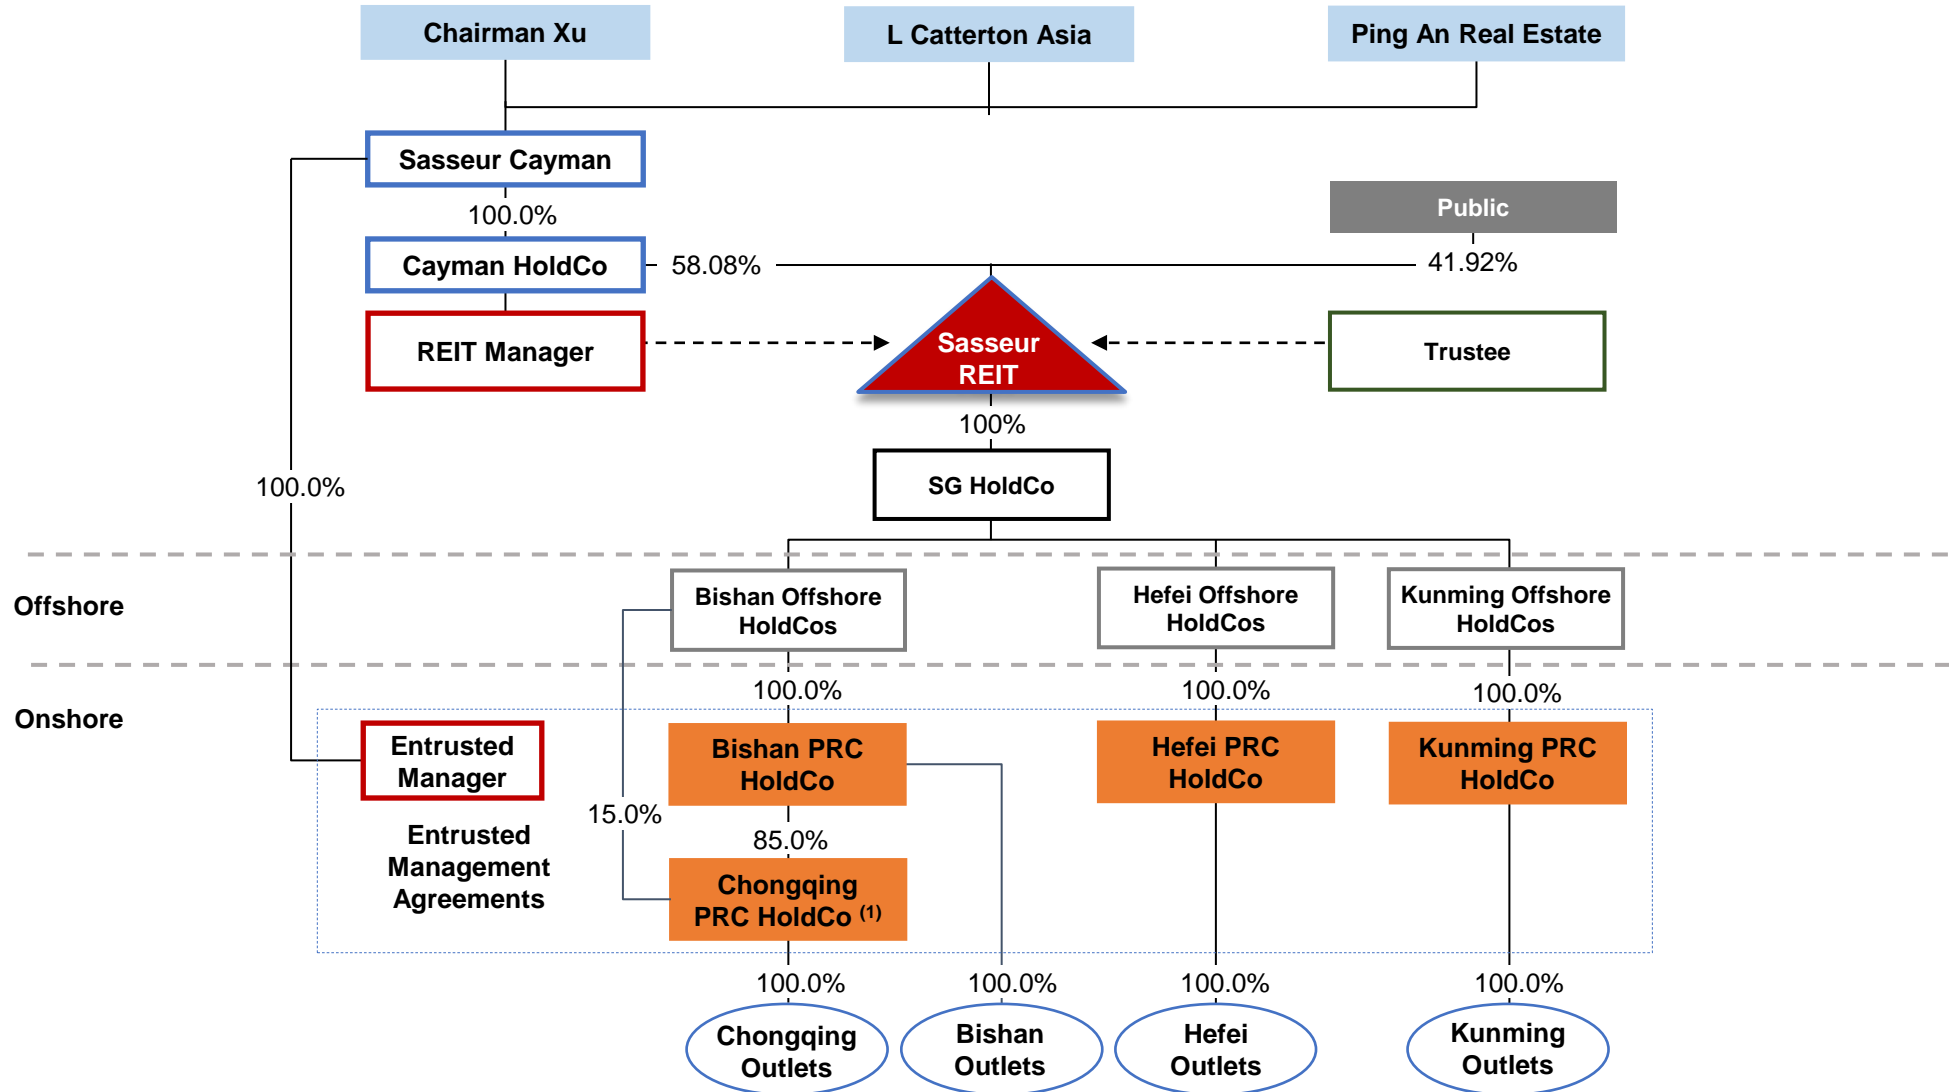 Chairman Xu
L Catterton Asia
Ping An Real Estate
Sasseur Cayman
100.0%
Public
Cayman HoldCo
58.08%
41.92%
REIT Manager
Sasseur
REIT
Trustee
100%
SG HoldCo
100.0%
Offshore
Bishan Offshore
HoldCos
Hefei Offshore
HoldCos
Kunming Offshore
HoldCos
100.0%
100.0%
100.0%
Onshore
Entrusted
Manager
Bishan PRC
HoldCo
Hefei PRC
HoldCo
Kunming PRC
HoldCo
15.0%
85.0%
Entrusted
Management
Agreements
Chongqing
PRC HoldCo (1)
100.0%
100.0%
100.0%
100.0%
Chongqing
Outlets
Bishan
Outlets
Hefei
Outlets
Kunming
Outlets